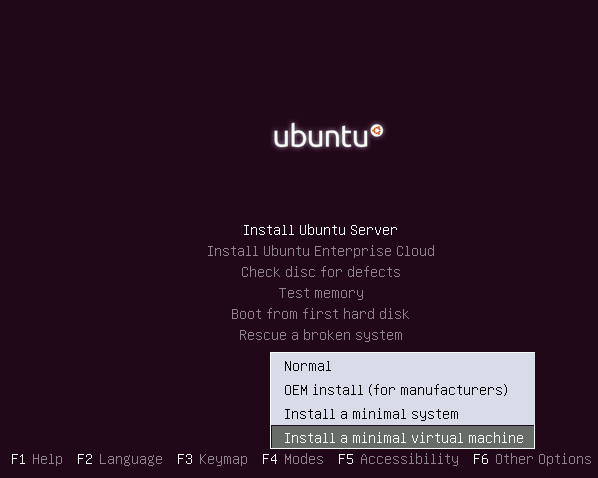 ubuntu
Install Ubuntu Server
Install Ubuntu Enterprise Cloud
Check disc for defects
Test memory
Boot from first hard disk
Rescue a broken system
Normal
OEM install (for manufacturers)
Install a minimal system
Install a minimal virtual machine
F1 Help F2 Language F3 Keymap F4 Modes F5 Accessibility F6 Other Options